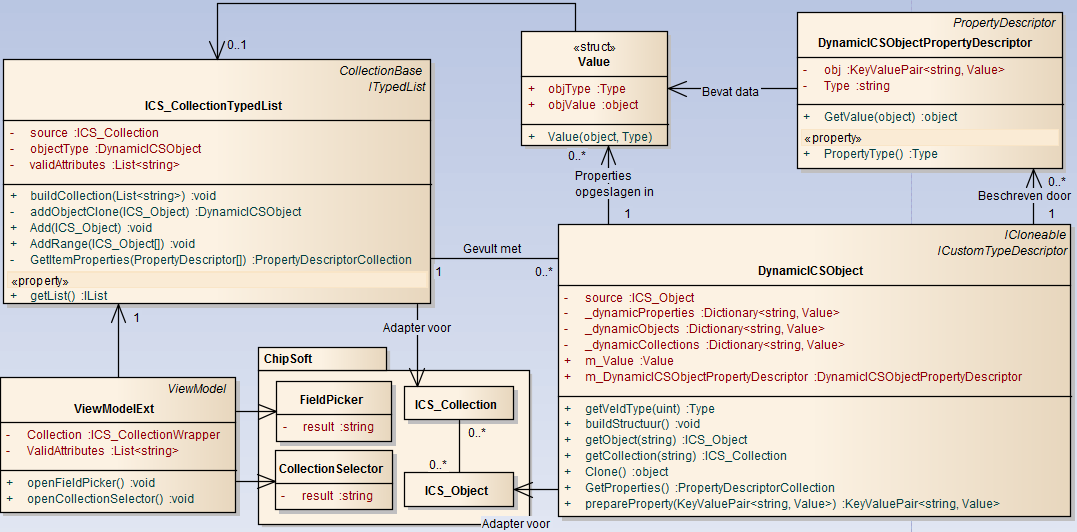 0..1
CollectionBase
ITypedList
ICS_CollectionTypedList
- source :ICS_Collection
- objectType :DynamicICSObject
- validAttributes :List<string>
+ buildCollection(List<string>) :void
- addObjectClone(ICS_Object) :DynamicICSObject
+ Add(ICS_Object) :void
+ AddRange(ICS_Object[]) :void
- GetItemProperties(PropertyDescriptor[]) :PropertyDescriptorCollection
«property»
+ getList() :IList
«struct»
Value
+ objType :Type
+ objValue :object
+ Value(object, Type)
Bevat data
PropertyDescriptor
DynamicICSObjectPropertyDescriptor
- obj :KeyValuePair<string, Value>
- Type :string
+ GetValue(object) :object
«property»
+ PropertyType() :Type
0..*
Properties
opgeslagen in
1
0..*
Beschreven door
1
Gevult met
1
0..*
ICloneable
ICustomTypeDescriptor
DynamicICSObject
- source :ICS_Object
- _dynamicProperties :Dictionary<string, Value>
- _dynamicObjects :Dictionary<string, Value>
- _dynamicCollections :Dictionary<string, Value>
+ m_Value :Value
+ m_DynamicICSObjectPropertyDescriptor :DynamicICSObjectPropertyDescriptor
+ getVeldType(uint) :Type
+ buildStructuur() :void
+ getObject(string) :ICS_Object
+ getCollection(string) :ICS_Collection
+ Clone() :object
+ GetProperties() :PropertyDescriptorCollection
+ prepareProperty(KeyValuePair<string, Value>) :KeyValuePair<string, Value>
1
Adapter voor
ViewModel
ViewModelExt
- Collection :ICS_CollectionWrapper
- ValidAttributes :List<string>
+ openFieldPicker() :void
+ openCollectionSelector() :void
ChipSoft
FieldPicker
- result :string
CollectionSelector
- result :string
ICS_Collection
0..*
0..*
ICS_Object
Adapter voor